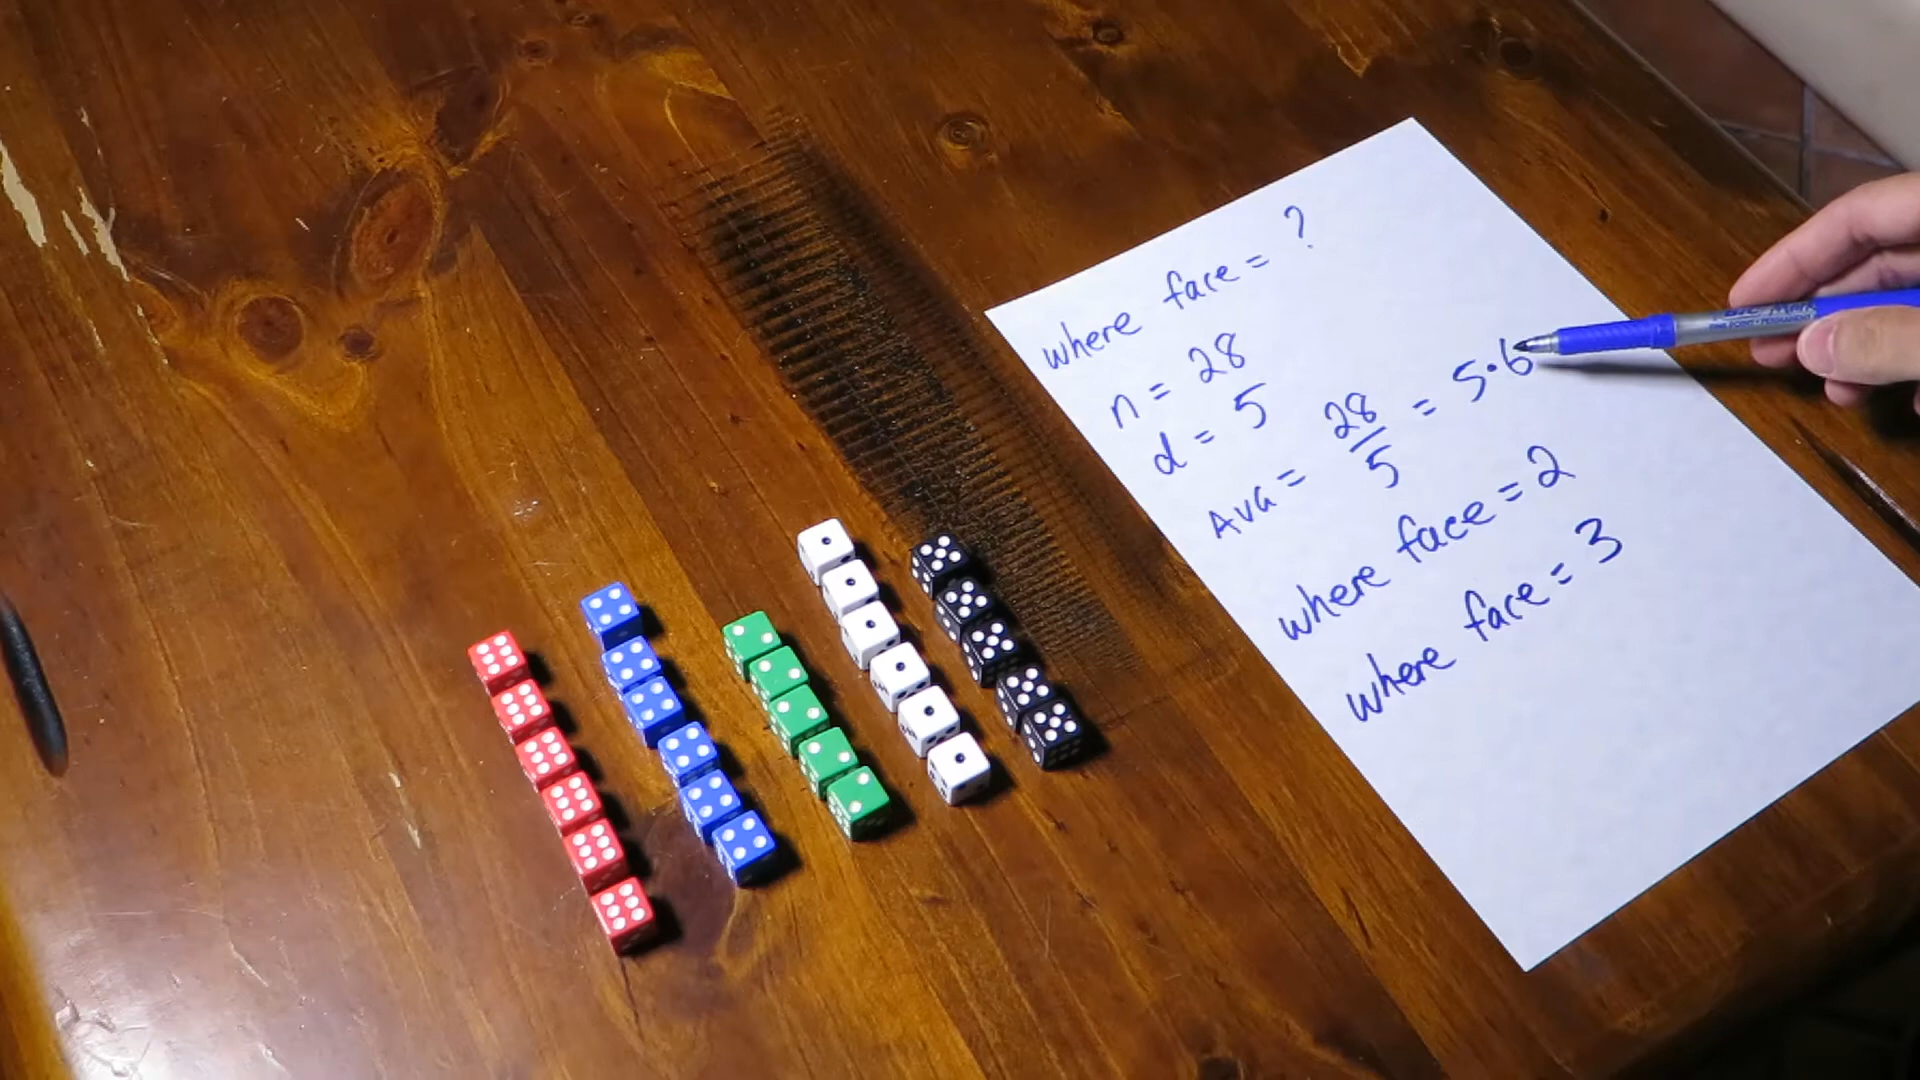 where face = ?
n = 28
d = 5
AVG = 28/5 = 5·6
where face = 2
where face = 3